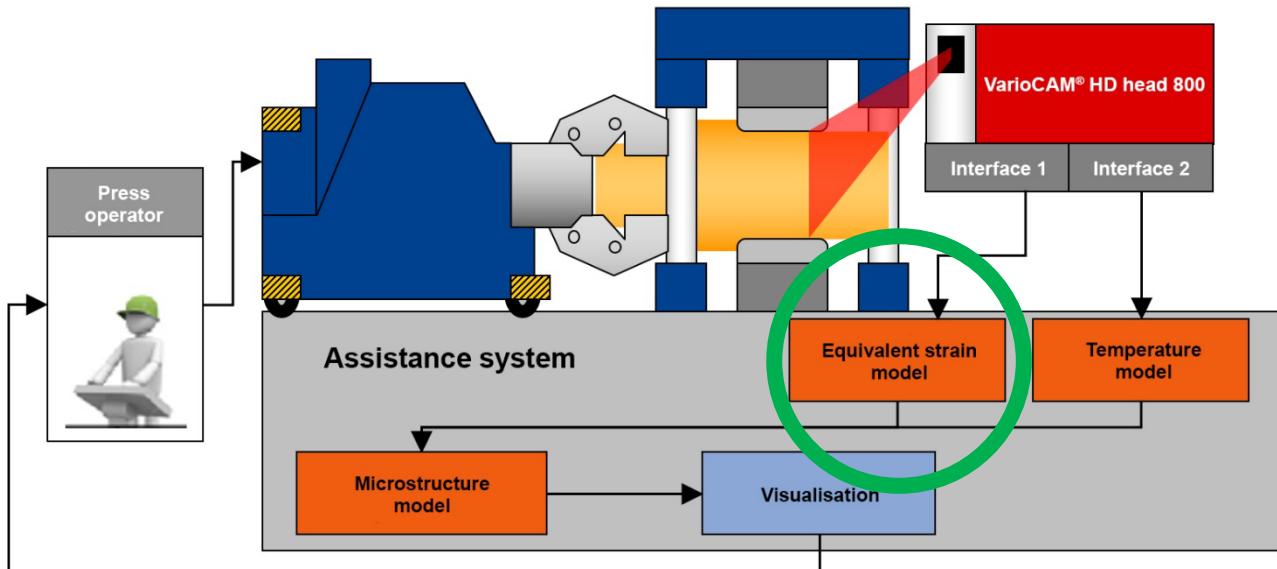 VarioCAM® HD head 800
Interface 1
Interface 2
Press
operator
Assistance system
Equivalent strain
model
Temperature
model
Microstructure
model
Visualisation